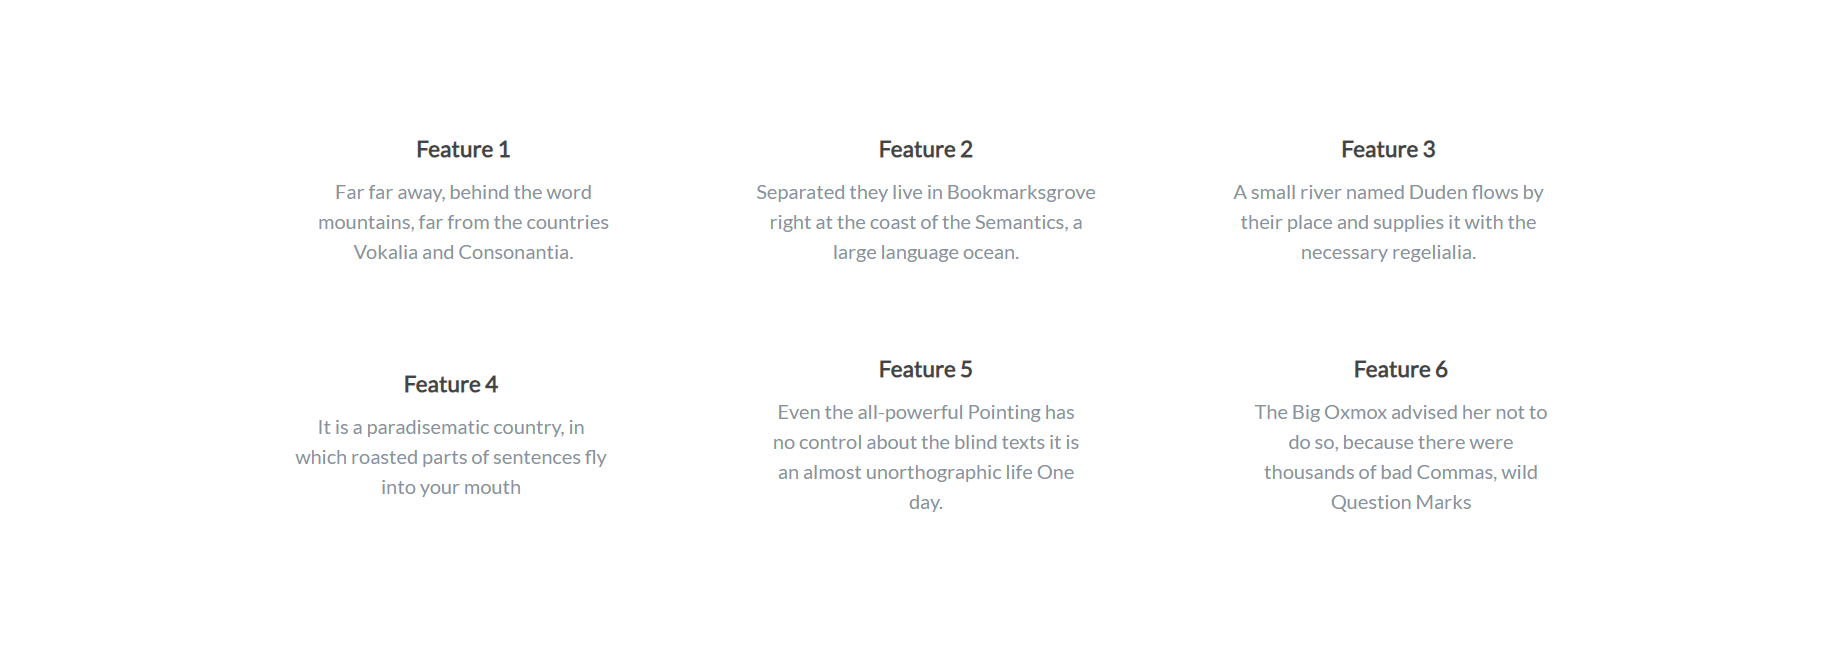 Feature 1
Far far away, behind the word
mountains, far from the countries
Vokalia and Consonantia.
Feature 2
Separated they live in Bookmarksgrove
right at the coast of the Semantics, a
large language ocean.
Feature 3
A small river named Duden flows by
their place and supplies it with the
necessary regelialia.
Feature 4
It is a paradisematic country, in
which roasted parts of sentences fly
into your mouth
Feature 5
Even the all-powerful Pointing has
no control about the blind texts it is
an almost unorthographic life One
day.
Feature 6
The Big Oxmox advised her not to
do so, because there were
thousands of bad Commas, wild
Question Marks